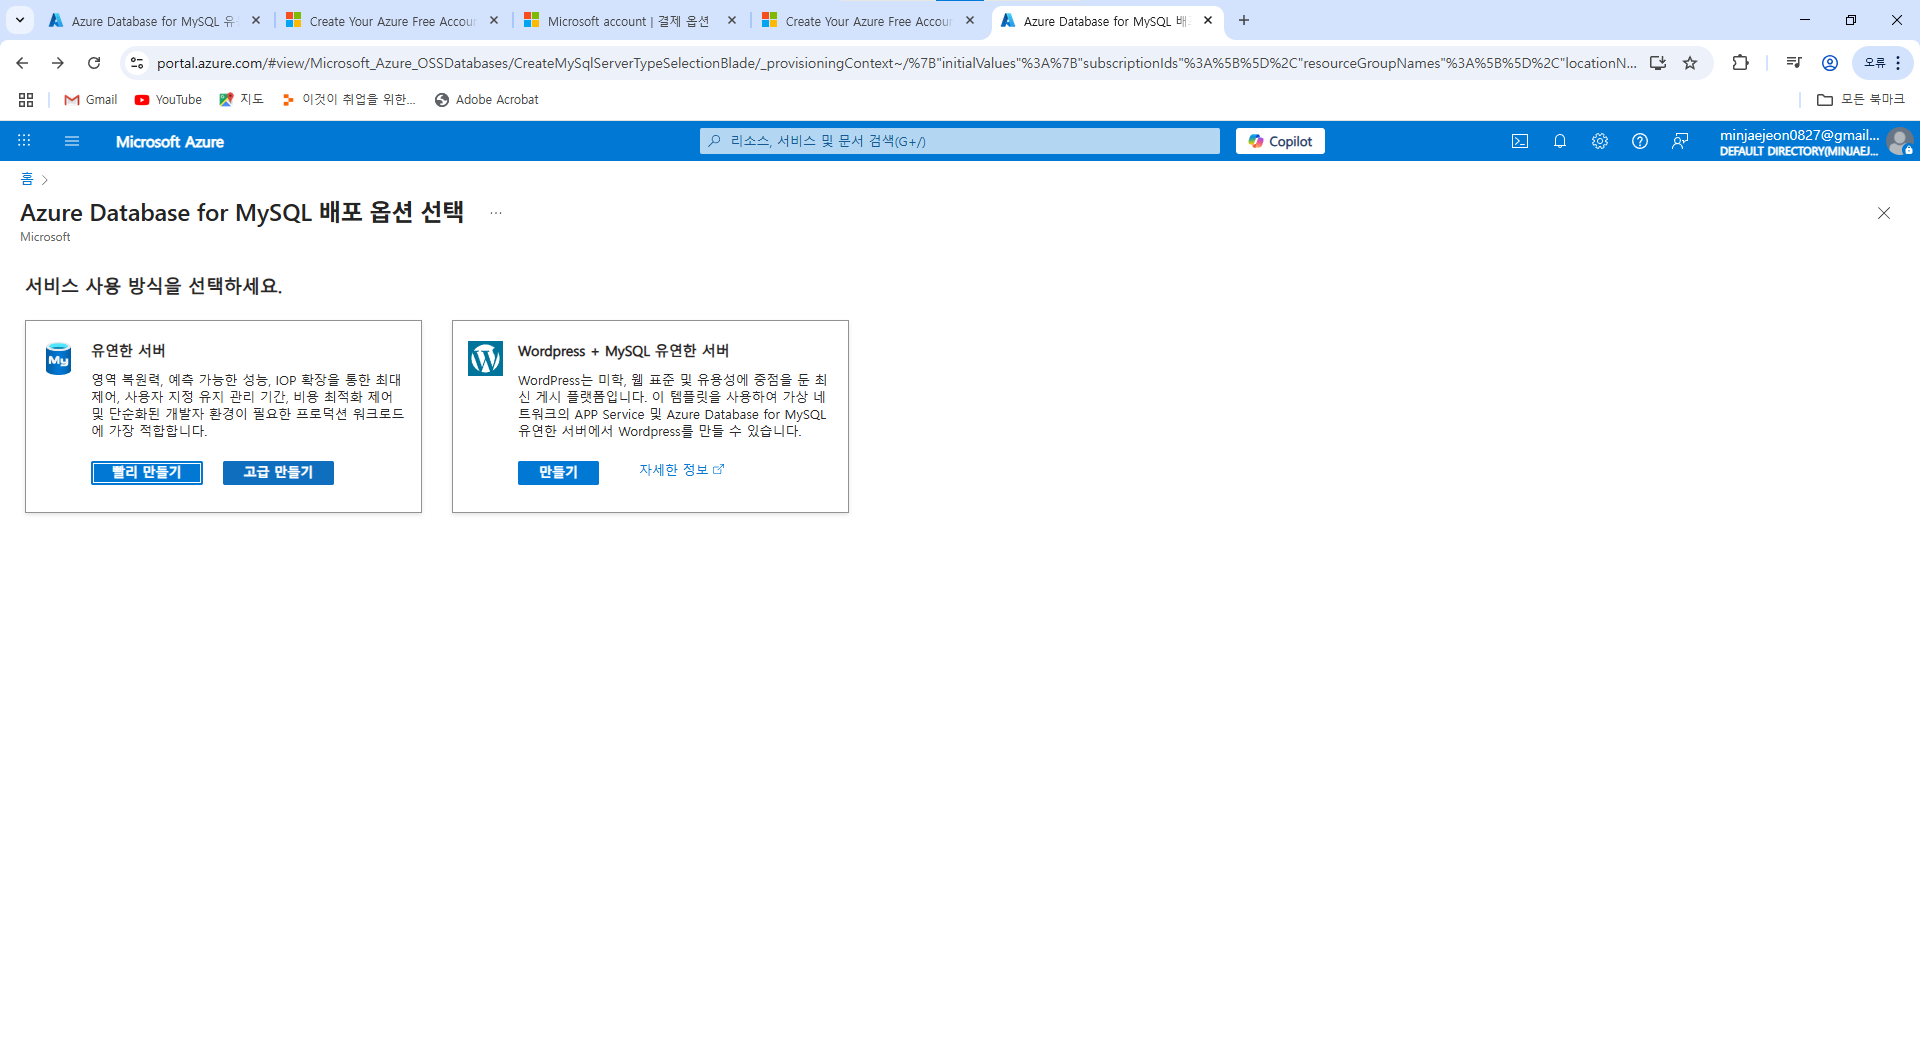 Azure Database for MySQL 유
Create Your Azure Free Accour
Microsoft account | 결제 옵션
Create Your Azure Free Accour
Azure Database for MySQL 배
portal.azure.com/#view/Microsoft_Azure_OSSDatabases/CreateMySqlServerTypeSelectionBlade/_provisioningContext~/%7B"initialValues"%3A%7B"subscriptionIds"%3A%5B%5D%2C"resourceGroupNames"%3A%5B%5D%2C"locationN...
오류
Gmail
YouTube
지도
이것이 취업을 위한...
Adobe Acrobat
모든 북마크
Microsoft Azure
리소스, 서비스 및 문서 검색(G+/)
Copilot
minjaejeon0827@gmail...
DEFAULT DIRECTORY(MINJAEJ...
홈
Azure Database for MySQL 배포 옵션 선택
Microsoft
서비스 사용 방식을 선택하세요.
My
유연한 서버
영역 복원력, 예측 가능한 성능, IOP 확장을 통한 최대
제어, 사용자 지정 유지 관리 기간, 비용 최적화 제어
및 단순화된 개발자 환경이 필요한 프로덕션 워크로드
에 가장 적합합니다.
빨리 만들기
고급 만들기
Wordpress + MySQL 유연한 서버
WordPress는 미학, 웹 표준 및 유용성에 중점을 둔 최
신 게시 플랫폼입니다. 이 템플릿을 사용하여 가상 네
트워크의 APP Service 및 Azure Database for MySQL
유연한 서버에서 Wordpress를 만들 수 있습니다.
만들기
자세한 정보